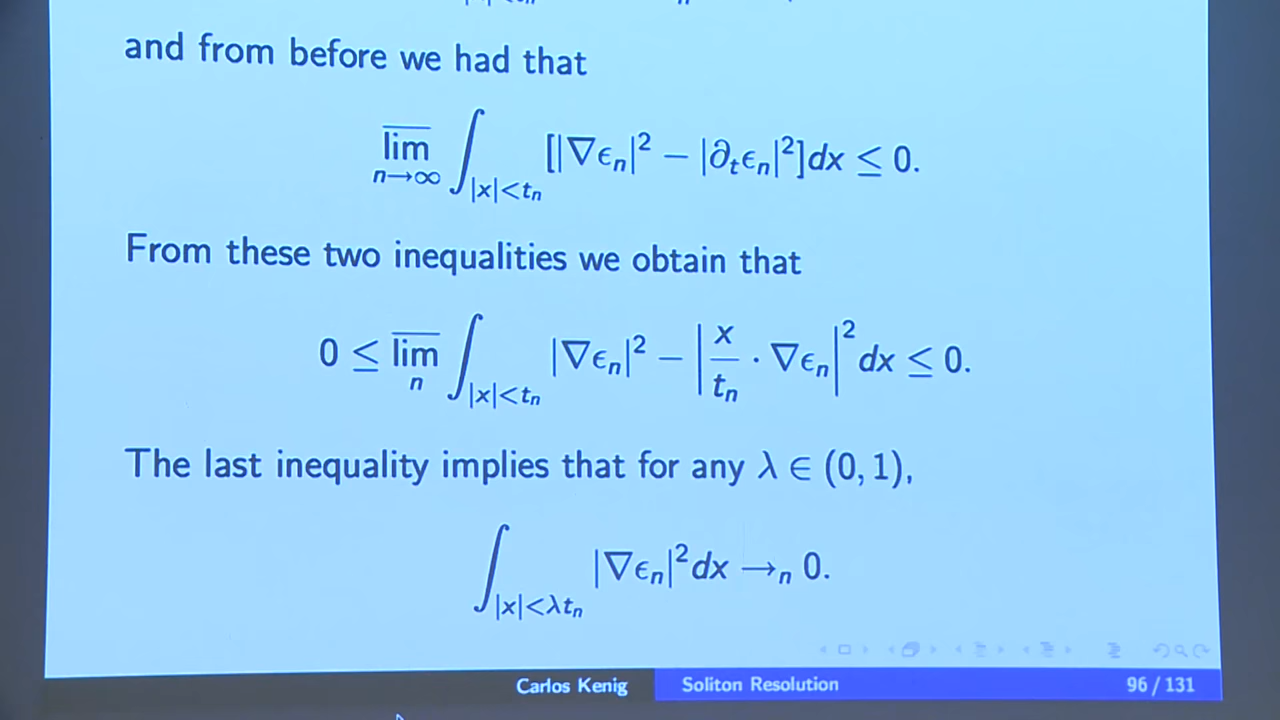 and from before we had that
$\overline{\lim}_{n\to\infty} \int_{|x|<t_n} [|\nabla\epsilon_n|^2 - |\partial_t\epsilon_n|^2]dx \leq 0.$
From these two inequalities we obtain that
$0 \leq \overline{\lim}_{n} \int_{|x|<t_n} |\nabla\epsilon_n|^2 - \left|\frac{x}{t_n} \cdot \nabla\epsilon_n\right|^2 dx \leq 0.$
The last inequality implies that for any $\lambda \in (0, 1)$,
$\int_{|x|<\lambda t_n} |\nabla\epsilon_n|^2 dx \to_n 0.$
Carlos Kenig Soliton Resolution 96 / 131